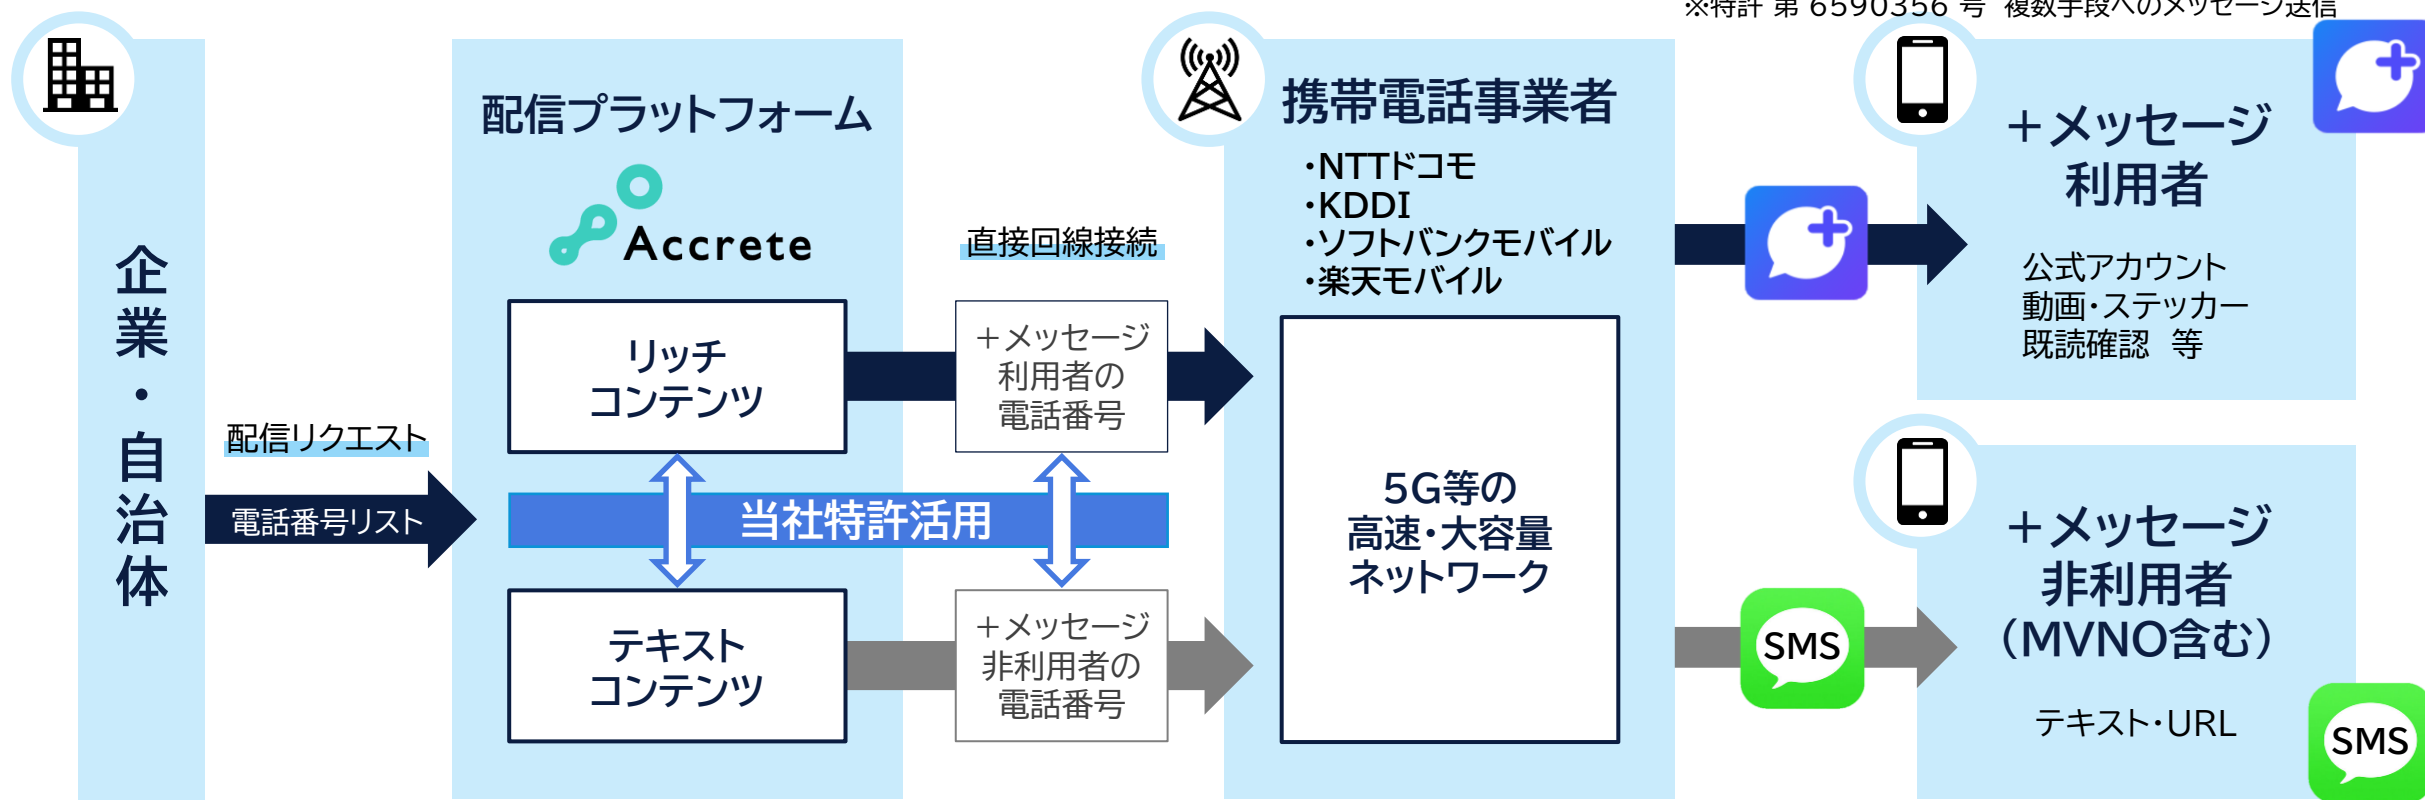 ※特許 第 6590356 号 複数手段へのメッセージ送信
企業・自治体
配信リクエスト
電話番号リスト
配信プラットフォーム
Accrete
リッチ
コンテンツ
当社特許活用
テキスト
コンテンツ
直接回線接続
＋メッセージ
利用者の
電話番号
＋メッセージ
非利用者の
電話番号
携帯電話事業者
・NTTドコモ
・KDDI
・ソフトバンクモバイル
・楽天モバイル
5G等の
高速・大容量
ネットワーク
SMS
＋メッセージ
利用者
公式アカウント
動画・ステッカー
既読確認 等
＋メッセージ
非利用者
（MVNO含む）
テキスト・URL
SMS